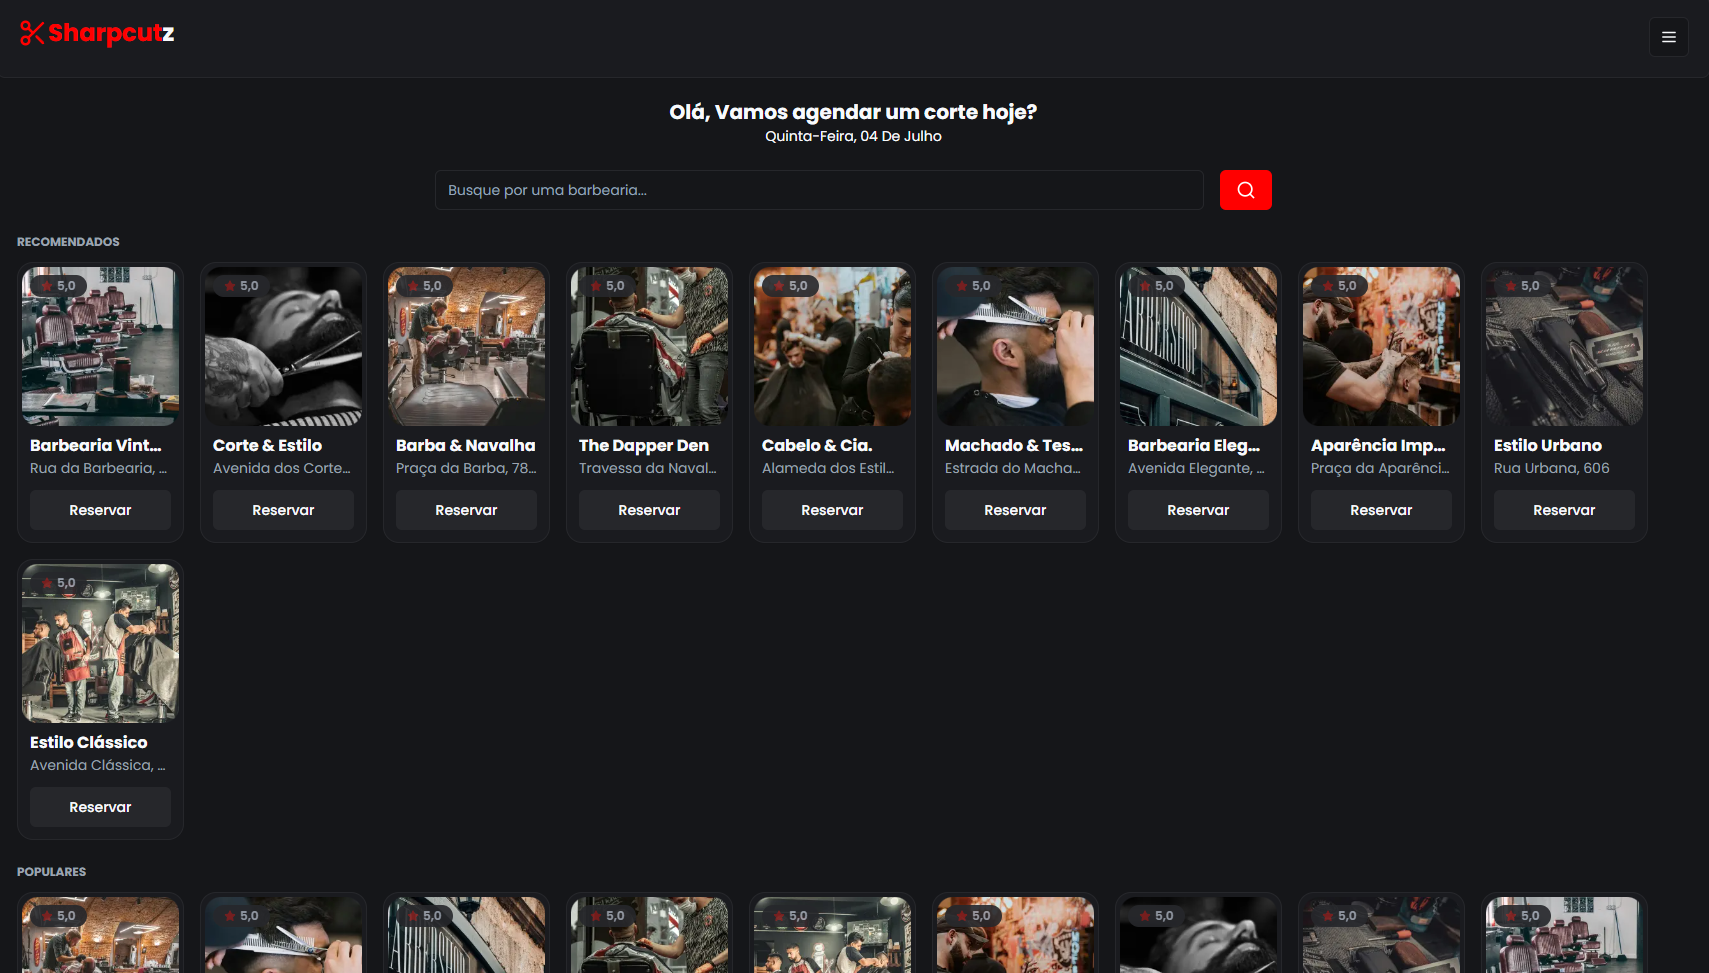 Sharpcutz
Olá, Vamos agendar um corte hoje?
Quinta-Feira, 04 De Julho
Busque por uma barbearia...
RECOMENDADOS
5,0
Barbearia Vint...
Rua da Barbearia, ...
Reservar
5,0
Corte & Estilo
Avenida dos Corte...
Reservar
5,0
Barba & Navalha
Praça da Barba, 78...
Reservar
5,0
The Dapper Den
Travessa da Naval...
Reservar
5,0
Cabelo & Cia.
Alameda dos Estil...
Reservar
5,0
Machado & Tes...
Estrada do Macha...
Reservar
5,0
Barbearia Eleg...
Avenida Elegante, ...
Reservar
5,0
Aparência Imp...
Praça da Aparênci...
Reservar
5,0
Estilo Urbano
Rua Urbana, 606
Reservar
5,0
Estilo Clássico
Avenida Clássica, ...
Reservar
POPULARES
5,0
5,0
5,0
5,0
5,0
5,0
5,0
5,0
5,0